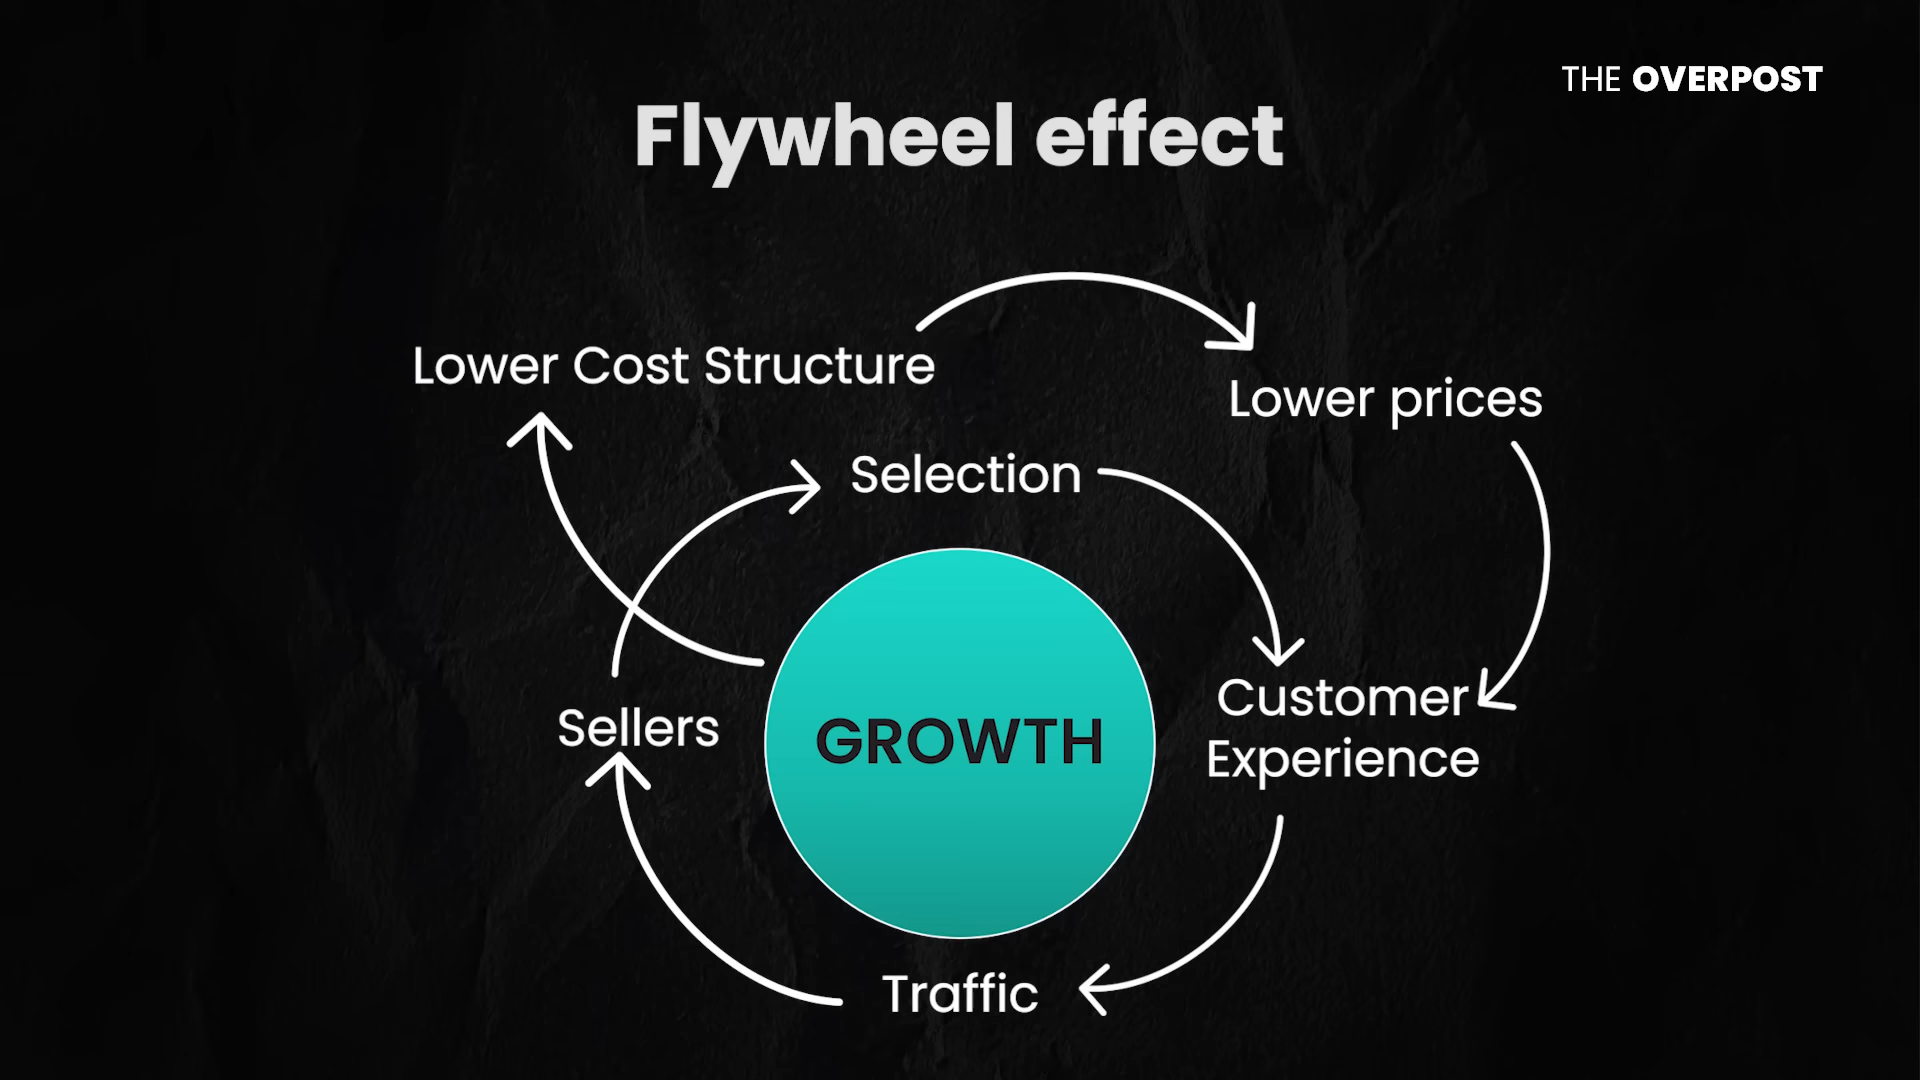 THE OVERPOST
Flywheel effect
Lower Cost Structure
Lower prices
Selection
Customer
Experience
Sellers
GROWTH
Traffic